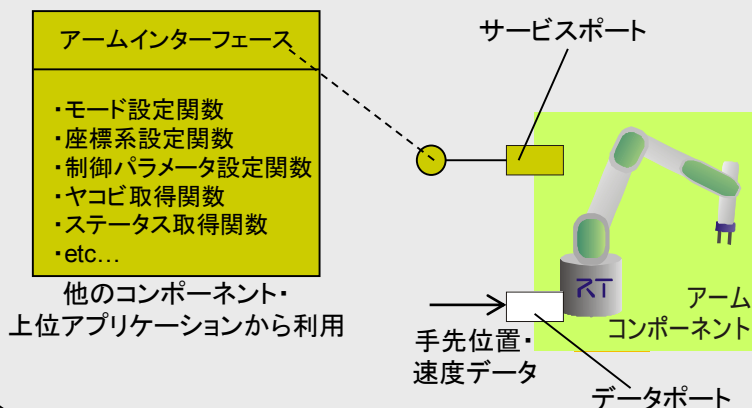 アームインターフェース
・モード設定関数
・座標系設定関数
・制御パラメータ設定関数
・ヤコビ取得関数
・ステータス取得関数
・etc…
他のコンポーネント・
上位アプリケーションから利用
サービスポート
RT
アーム
コンポーネント
手先位置・
速度データ
データポート